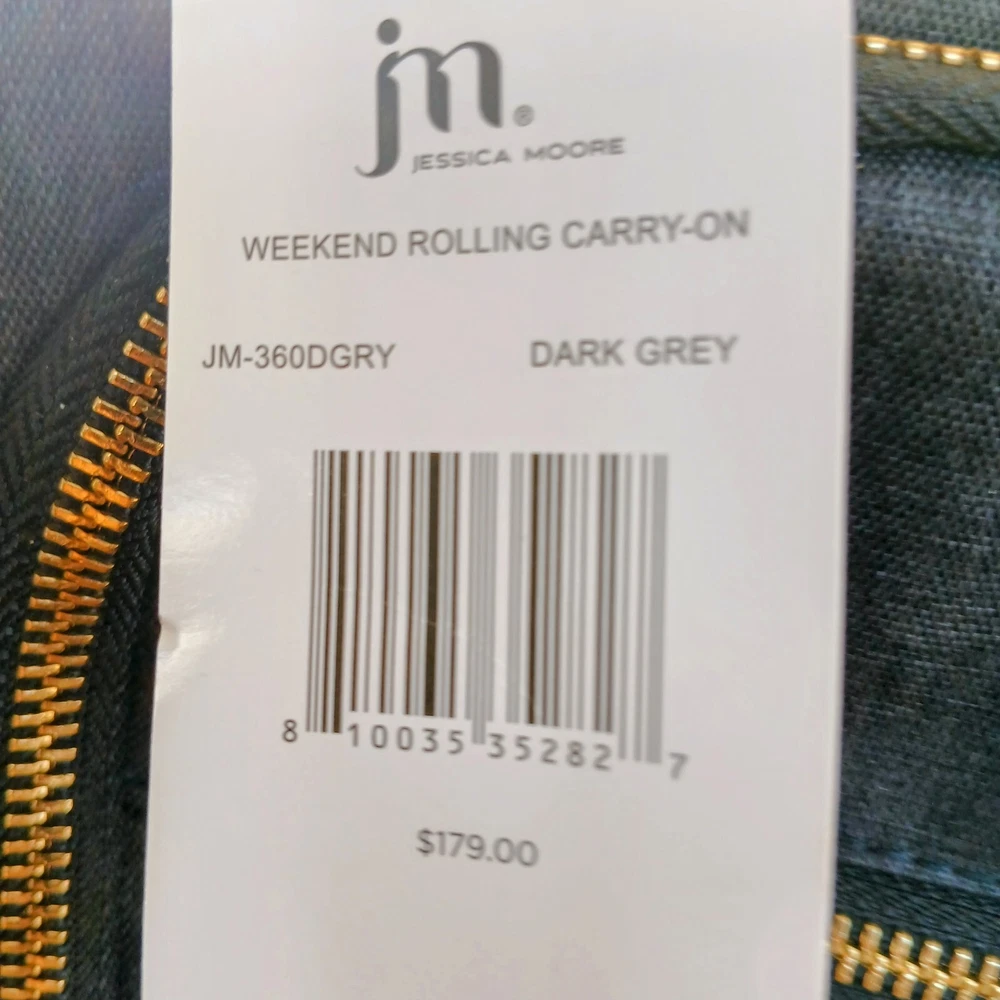 jm.®
JESSICA MOORE
WEEKEND ROLLING CARRY-ON
JM-360DGRY DARK GREY
8 10035 35282 7
$179.00